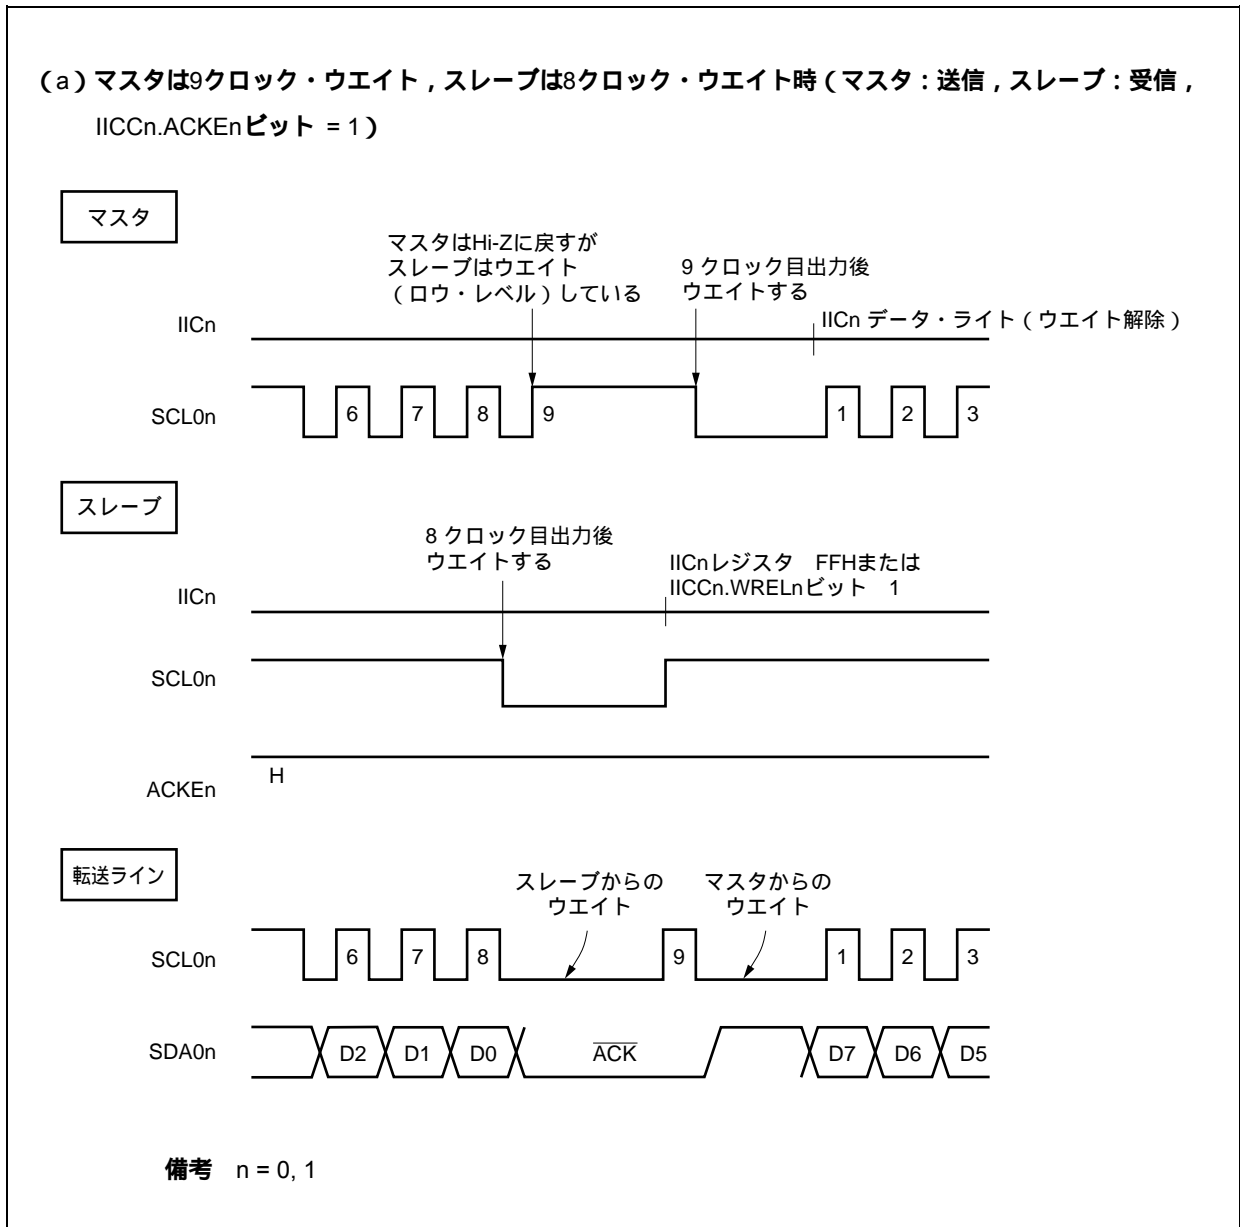 （a）マスタは9クロック・ウエイト，スレーブは8クロック・ウエイト時（マスタ：送信，スレーブ：受信，
IICCn.ACKEnビット = 1）
マスタ
マスタはHi-Zに戻すが
スレーブはウエイト
（ロウ・レベル）している
9 クロック目出力後
ウエイトする
IICn データ・ライト（ウエイト解除）
IICn
SCL0n
6 7 8 9 1 2 3
スレーブ
8 クロック目出力後
ウエイトする
IICnレジスタ　FFHまたは
IICCn.WRELnビット　1
IICn
SCL0n
H
ACKEn
転送ライン
スレーブからの
ウエイト
マスタからの
ウエイト
SCL0n
6 7 8 9 1 2 3
SDA0n
D2 D1 D0 ACK D7 D6 D5
備考　n = 0, 1